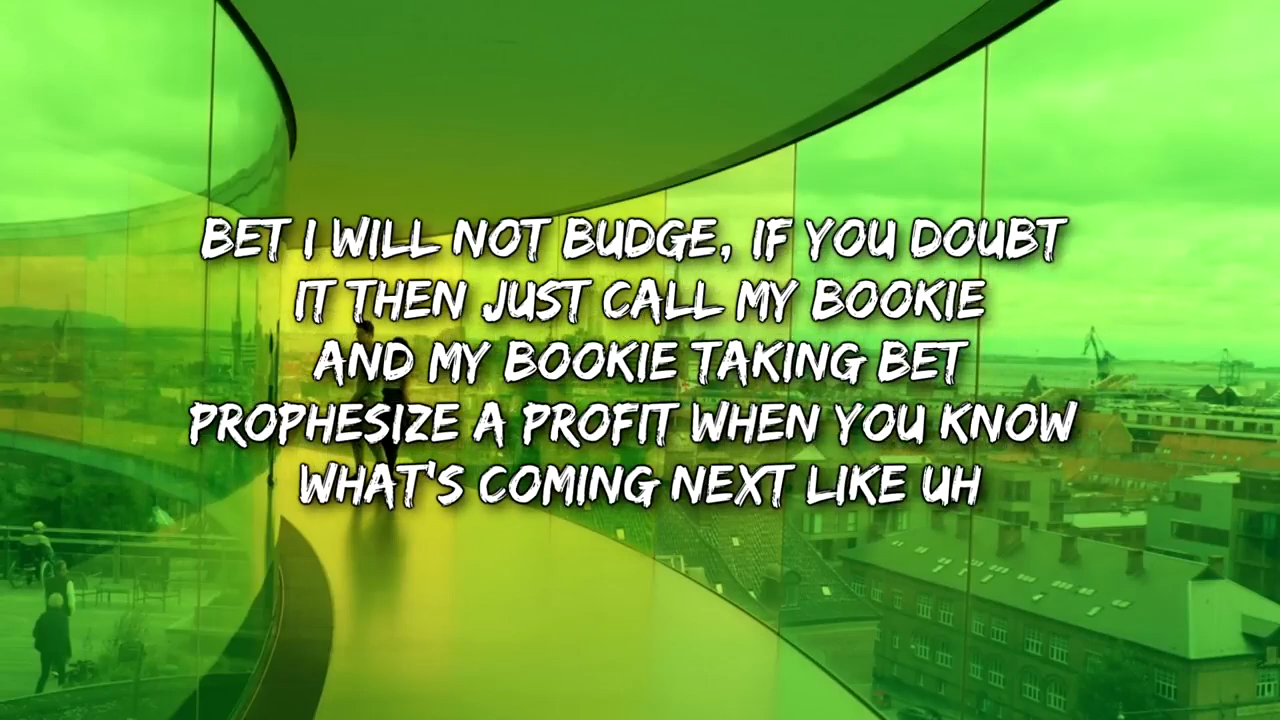 BET I WILL NOT BUDGE, IF YOU DOUBT
IT THEN JUST CALL MY BOOKIE
AND MY BOOKIE TAKING BET
PROPHESIZE A PROFIT WHEN YOU KNOW
WHAT'S COMING NEXT LIKE UH